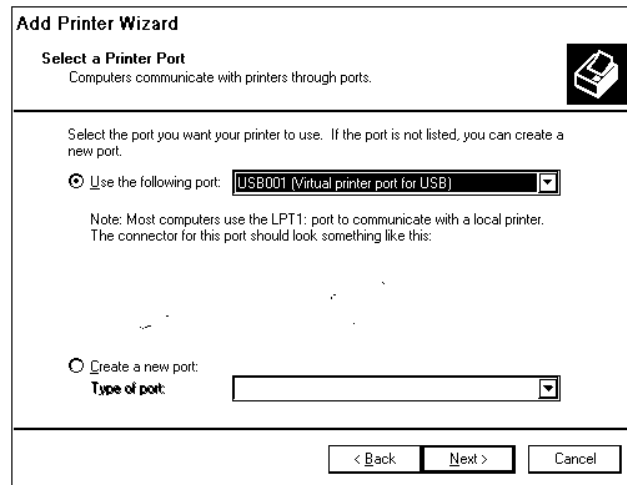 Add Printer Wizard
Select a Printer Port
Computers communicate with printers through ports.
Select the port you want your printer to use. If the port is not listed, you can create a
new port.
Use the following port: USB001 (Virtual printer port for USB)
Note: Most computers use the LPT1: port to communicate with a local printer.
The connector for this port should look something like this:
Create a new port:
Type of port:
< Back Next > Cancel